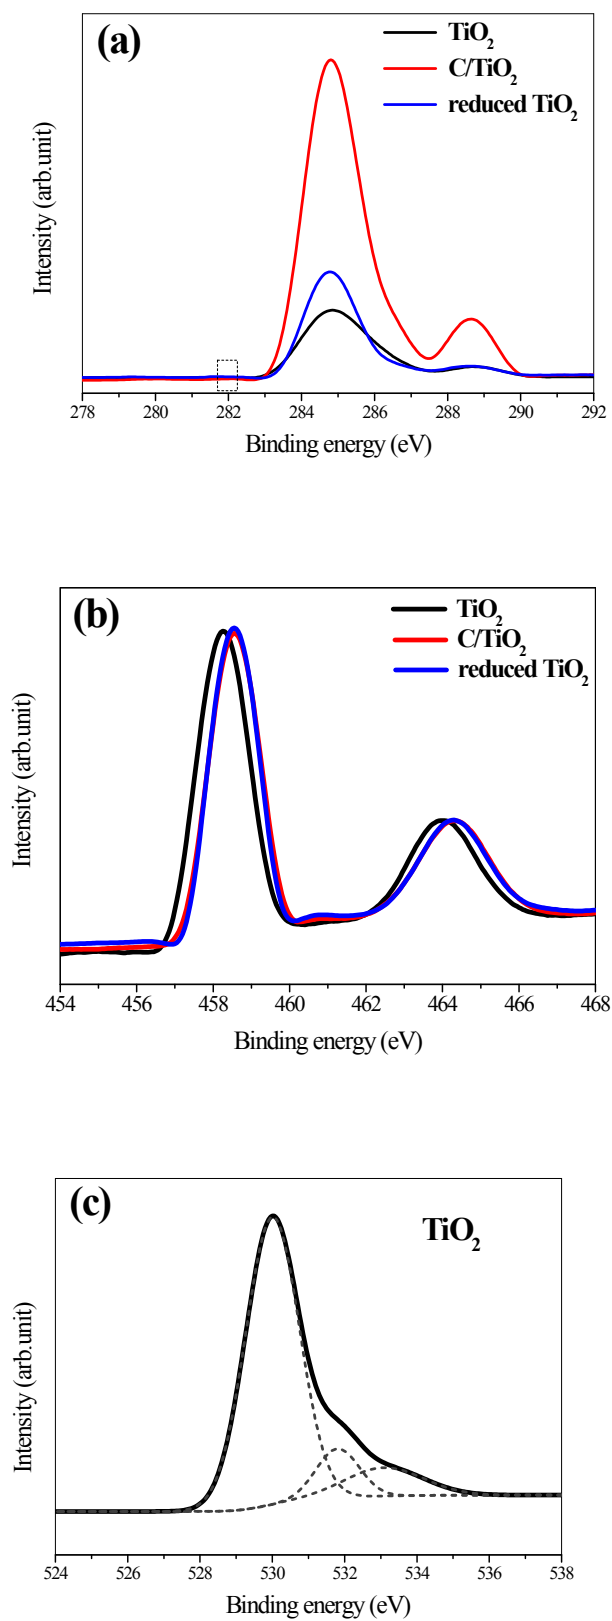 (a)
TiO2
C/TiO2
reduced TiO2
Intensity (arb.unit)
278 280 282 284 286 288 290 292
Binding energy (eV)
(b)
TiO2
C/TiO2
reduced TiO2
Intensity (arb.unit)
454 456 458 460 462 464 466 468
Binding energy (eV)
(c)
TiO2
Intensity (arb.unit)
524 526 528 530 532 534 536 538
Binding energy (eV)